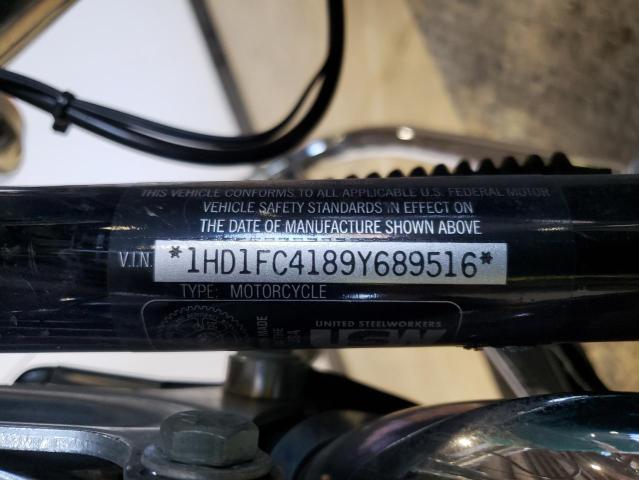 THIS VEHICLE CONFORMS TO ALL APPLICABLE U.S. FEDERAL MOTOR
VEHICLE SAFETY STANDARDS IN EFFECT ON
THE DATE OF MANUFACTURE SHOWN ABOVE
V.I.N. *1HD1FC4189Y689516*
TYPE: MOTORCYCLE
UNITED STEELWORKERS